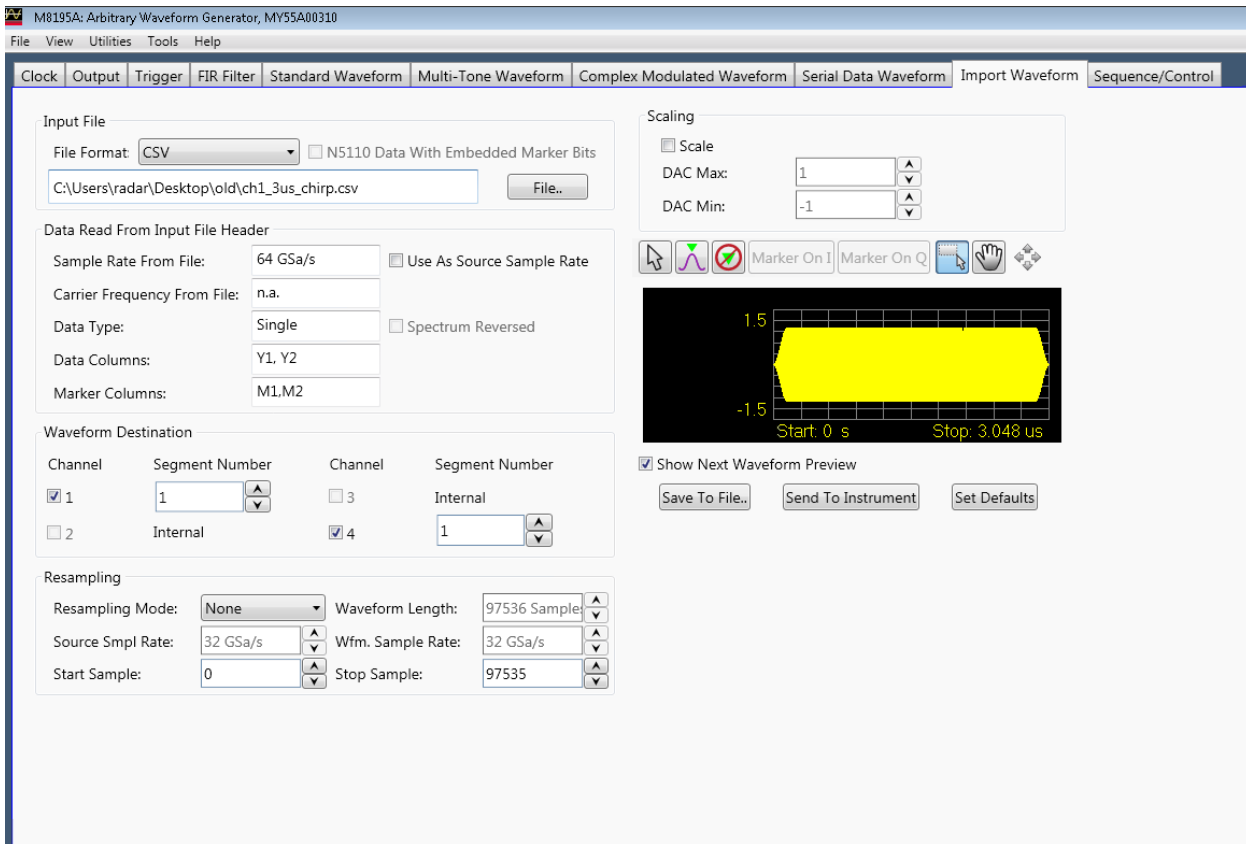 M8195A: Arbitrary Waveform Generator, MY55A00310
File View Utilities Tools Help
Clock Output Trigger FIR Filter Standard Waveform Multi-Tone Waveform Complex Modulated Waveform Serial Data Waveform Import Waveform Sequence/Control
Input File
File Format: CSV N5110 Data With Embedded Marker Bits
C:\Users\radar\Desktop\old\ch1_3us_chirp.csv File..
Data Read From Input File Header
Sample Rate From File: 64 GSa/s Use As Source Sample Rate
Carrier Frequency From File: n.a.
Data Type: Single Spectrum Reversed
Data Columns: Y1, Y2
Marker Columns: M1,M2
Waveform Destination
Channel Segment Number Channel Segment Number
1 1 3 Internal
2 Internal 4 1
Resampling
Resampling Mode: None Waveform Length: 97536 Samples
Source Smpl Rate: 32 GSa/s Wfm. Sample Rate: 32 GSa/s
Start Sample: 0 Stop Sample: 97535
Scaling
Scale
DAC Max: 1
DAC Min: -1
Marker On I Marker On Q
1.5
-1.5
Start: 0 s Stop: 3.048 us
Show Next Waveform Preview
Save To File.. Send To Instrument Set Defaults